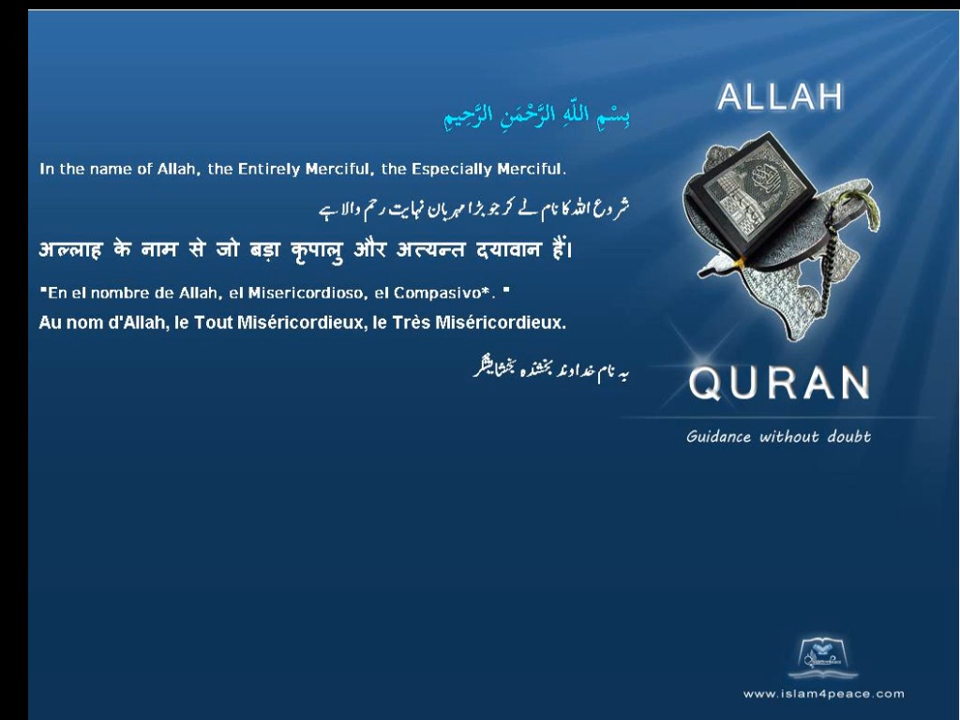 بِسْمِ اللّهِ الرَّحْمَنِ الرَّحِيمِ
In the name of Allah, the Entirely Merciful, the Especially Merciful.
شروع الله کا نام لے کر جو بڑا مہربان نہایت رحم والا ہے
अल्लाह के नाम से जो बड़ा कृपालु और अत्यन्त दयावान हैं।
"En el nombre de Allah, el Misericordioso, el Compasivo*. "
Au nom d'Allah, le Tout Miséricordieux, le Très Miséricordieux.
به نام خداوند بخشنده بخشایشگر
ALLAH
QURAN
Guidance without doubt
www.islam4peace.com